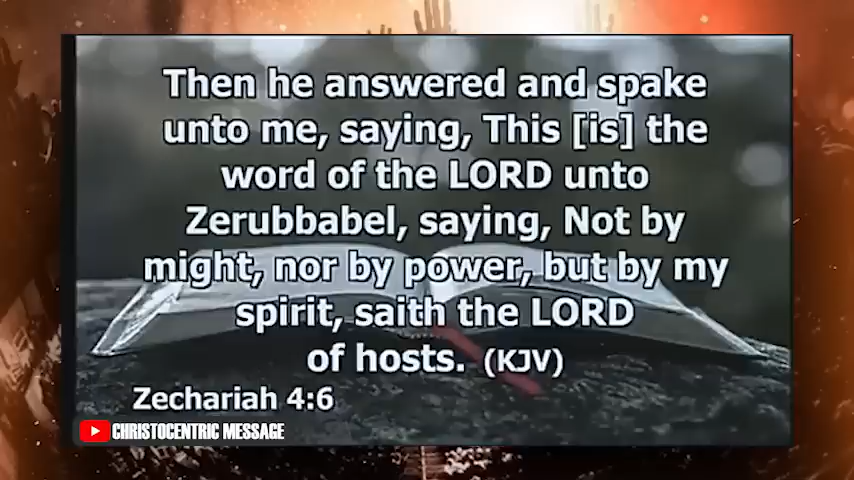 Then he answered and spake
unto me, saying, This [is] the
word of the LORD unto
Zerubbabel, saying, Not by
might, nor by power, but by my
spirit, saith the LORD
of hosts. (KJV)
Zechariah 4:6
CHRISTOCENTRIC MESSAGE